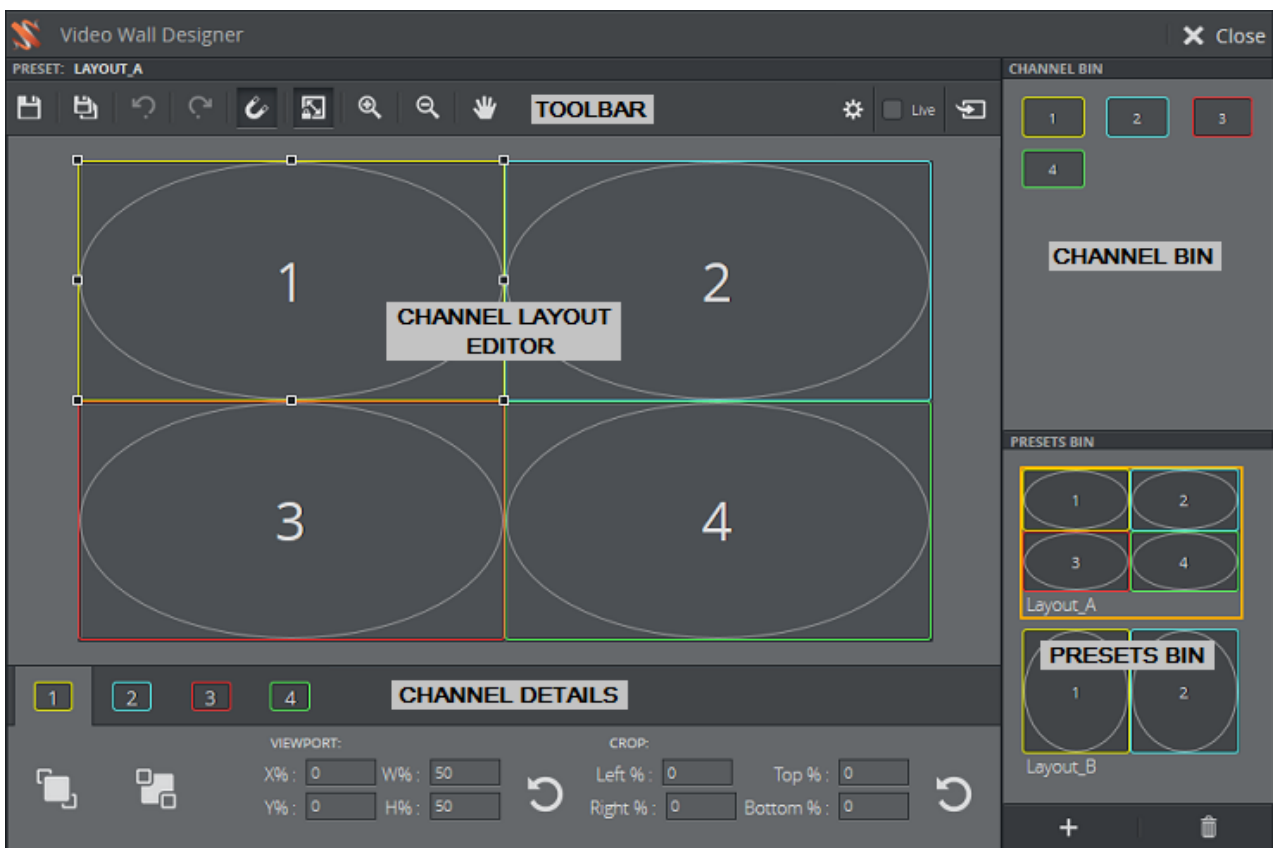 Video Wall Designer
Close
PRESET: LAYOUT_A
CHANNEL BIN
TOOLBAR
Live
1
2
3
4
CHANNEL BIN
1
2
CHANNEL LAYOUT
EDITOR
3
4
PRESETS BIN
1
2
3
4
Layout_A
PRESETS BIN
1
2
Layout_B
1
2
3
4
CHANNEL DETAILS
VIEWPORT:
CROP:
X% : 0 W% : 50 Left % : 0 Top % : 0
Y% : 0 H% : 50 Right % : 0 Bottom % : 0